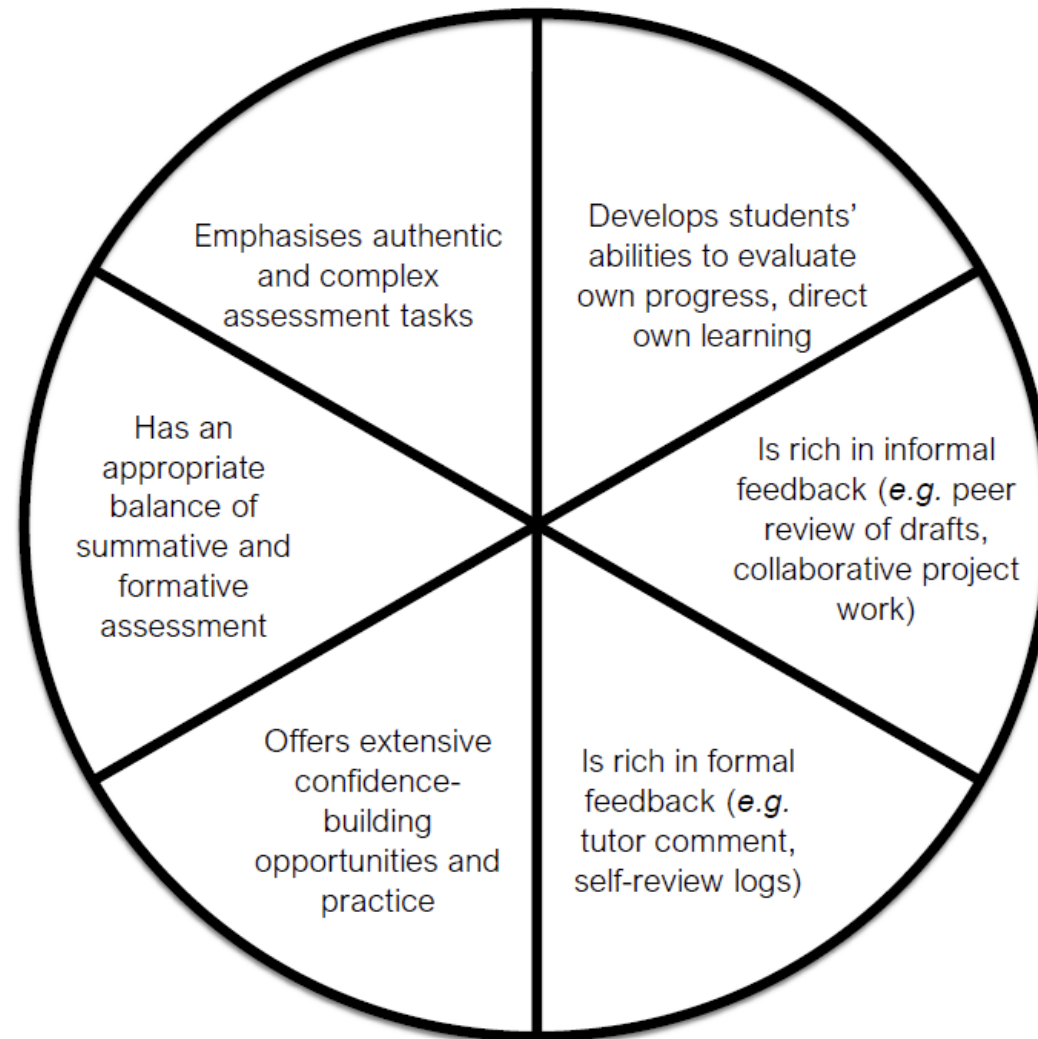 Emphasises authentic
and complex
assessment tasks
Develops students’
abilities to evaluate
own progress, direct
own learning
Has an
appropriate
balance of
summative and
formative
assessment
Is rich in informal
feedback (e.g. peer
review of drafts,
collaborative project
work)
Offers extensive
confidence-
building
opportunities and
practice
Is rich in formal
feedback (e.g.
tutor comment,
self-review logs)